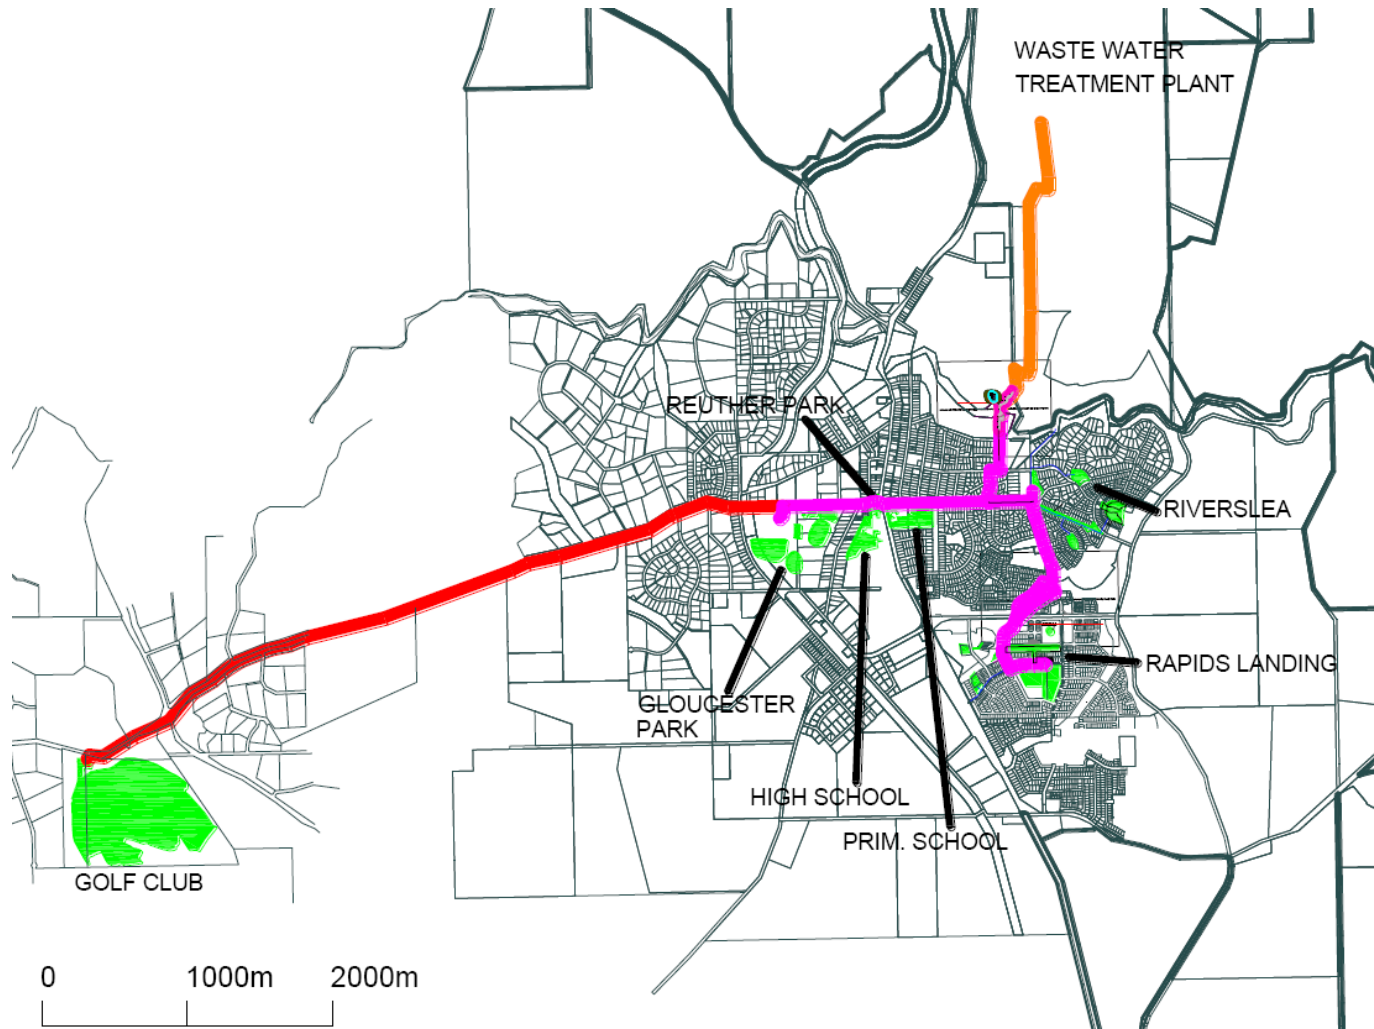 WASTE WATER
TREATMENT PLANT
REUTHER PARK
RIVERSLEA
RAPIDS LANDING
GLOUCESTER
PARK
HIGH SCHOOL
PRIM. SCHOOL
GOLF CLUB
0 1000m 2000m